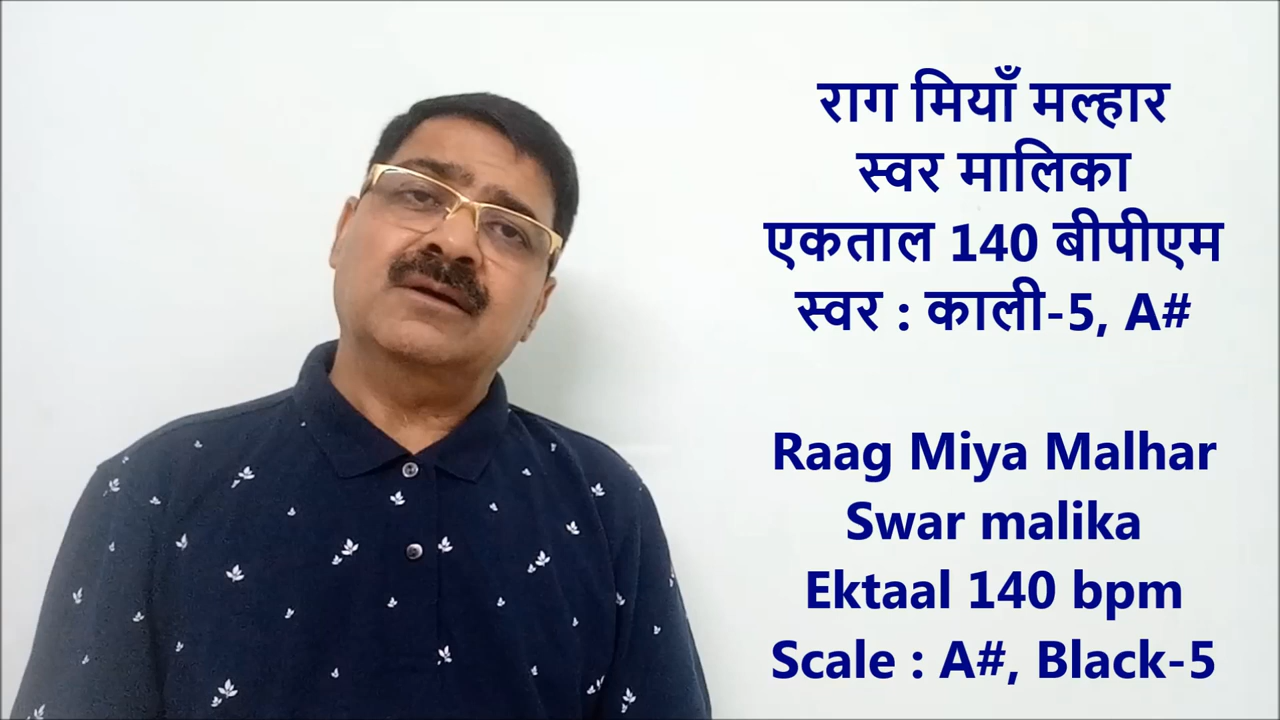 राग मियाँ मल्हार
स्वर मालिका
एकताल 140 बीपीएम
स्वर : काली-5, A#
Raag Miya Malhar
Swar malika
Ektaal 140 bpm
Scale : A#, Black-5